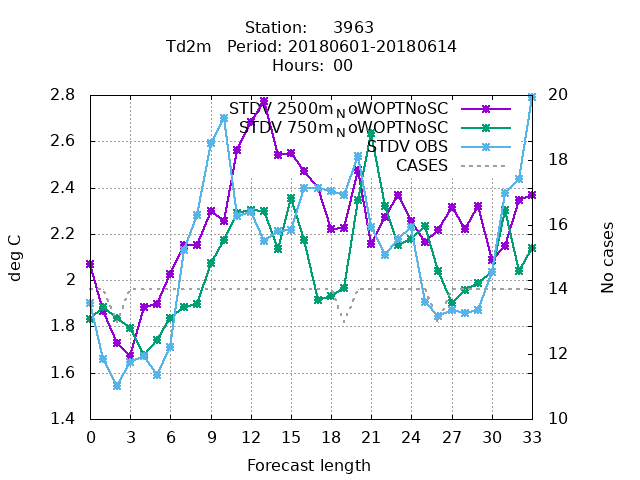 Station: 3963
Td2m Period: 20180601-20180614
Hours: 00
2.8
2.6
2.4
2.2
2
1.8
1.6
1.4
20
18
16
14
12
10
deg C
No cases
STDV 2500m_NoWOPTNoSC
STDV 750m_NoWOPTNoSC
STDV OBS
CASES
0 3 6 9 12 15 18 21 24 27 30 33
Forecast length